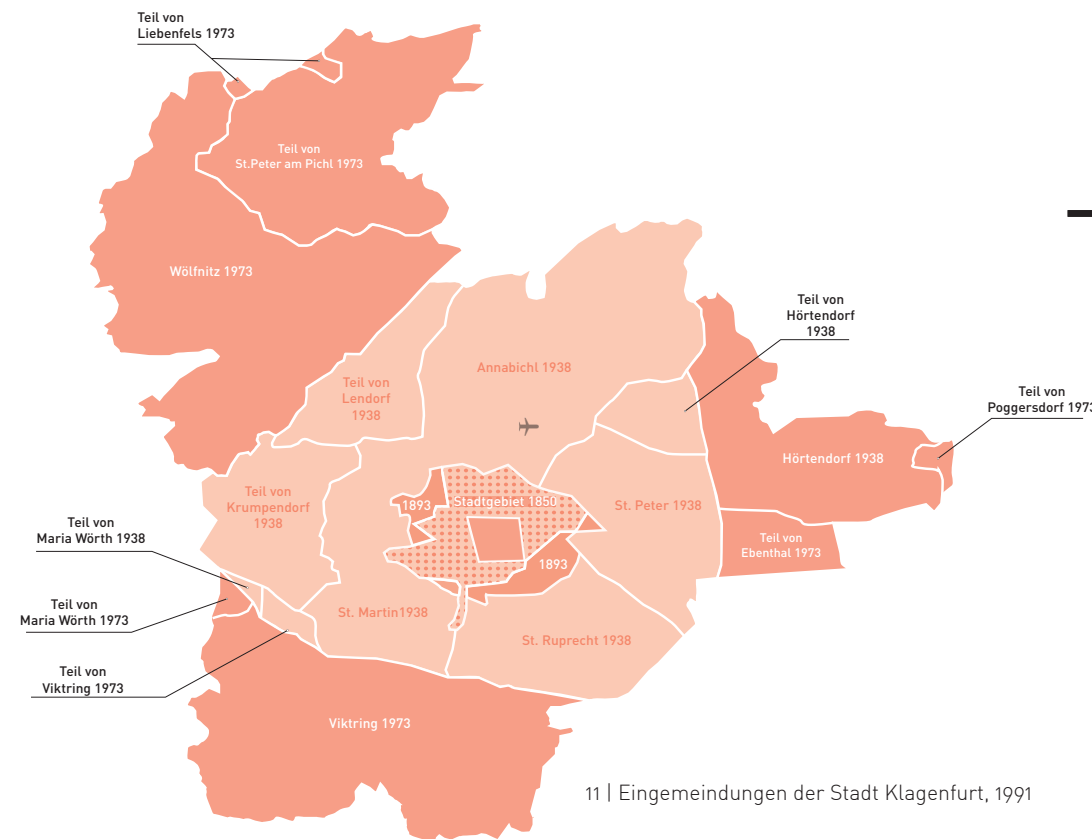 Teil von
Liebenfels 1973
Teil von
St.Peter am Pichl 1973
Wölfnitz 1973
Teil von
Hörtendorf
1938
Annabichl 1938
Teil von
Lendorf
1938
Teil von
Poggersdorf 1973
Hörtendorf 1938
Teil von
Krumpendorf
1938
1893
Stadtgebiet 1850
St. Peter 1938
Teil von
Maria Wörth 1938
Teil von
Ebenthal 1973
1893
Teil von
Maria Wörth 1973
St. Martin1938
St. Ruprecht 1938
Teil von
Viktring 1973
Viktring 1973
11 | Eingemeindungen der Stadt Klagenfurt, 1991